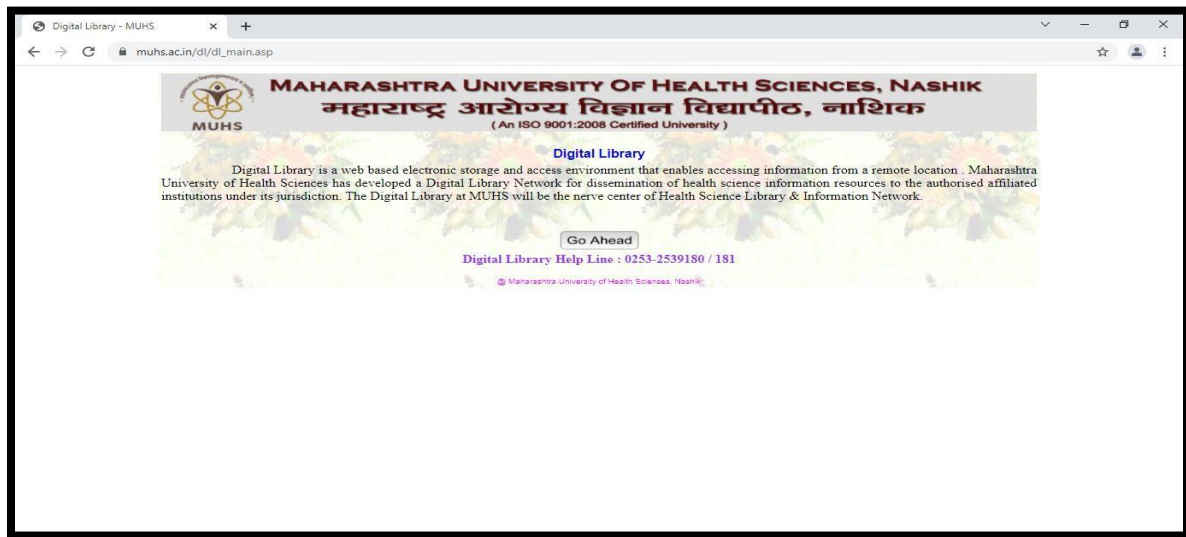 Digital Library - MUHS
muhs.ac.in/dl/dl_main.asp
MAHARASHTRA UNIVERSITY OF HEALTH SCIENCES, NASHIK
महाराष्ट्र आरोग्य विज्ञान विद्यापीठ, नाशिक
(An ISO 9001:2008 Certified University )
MUHS
Digital Library
Digital Library is a web based electronic storage and access environment that enables accessing information from a remote location . Maharashtra
University of Health Sciences has developed a Digital Library Network for dissemination of health science information resources to the authorised affiliated
institutions under its jurisdiction. The Digital Library at MUHS will be the nerve center of Health Science Library & Information Network.
Go Ahead
Digital Library Help Line : 0253-2539180 / 181
@ Maharashtra University of Health Scienses, Nashik